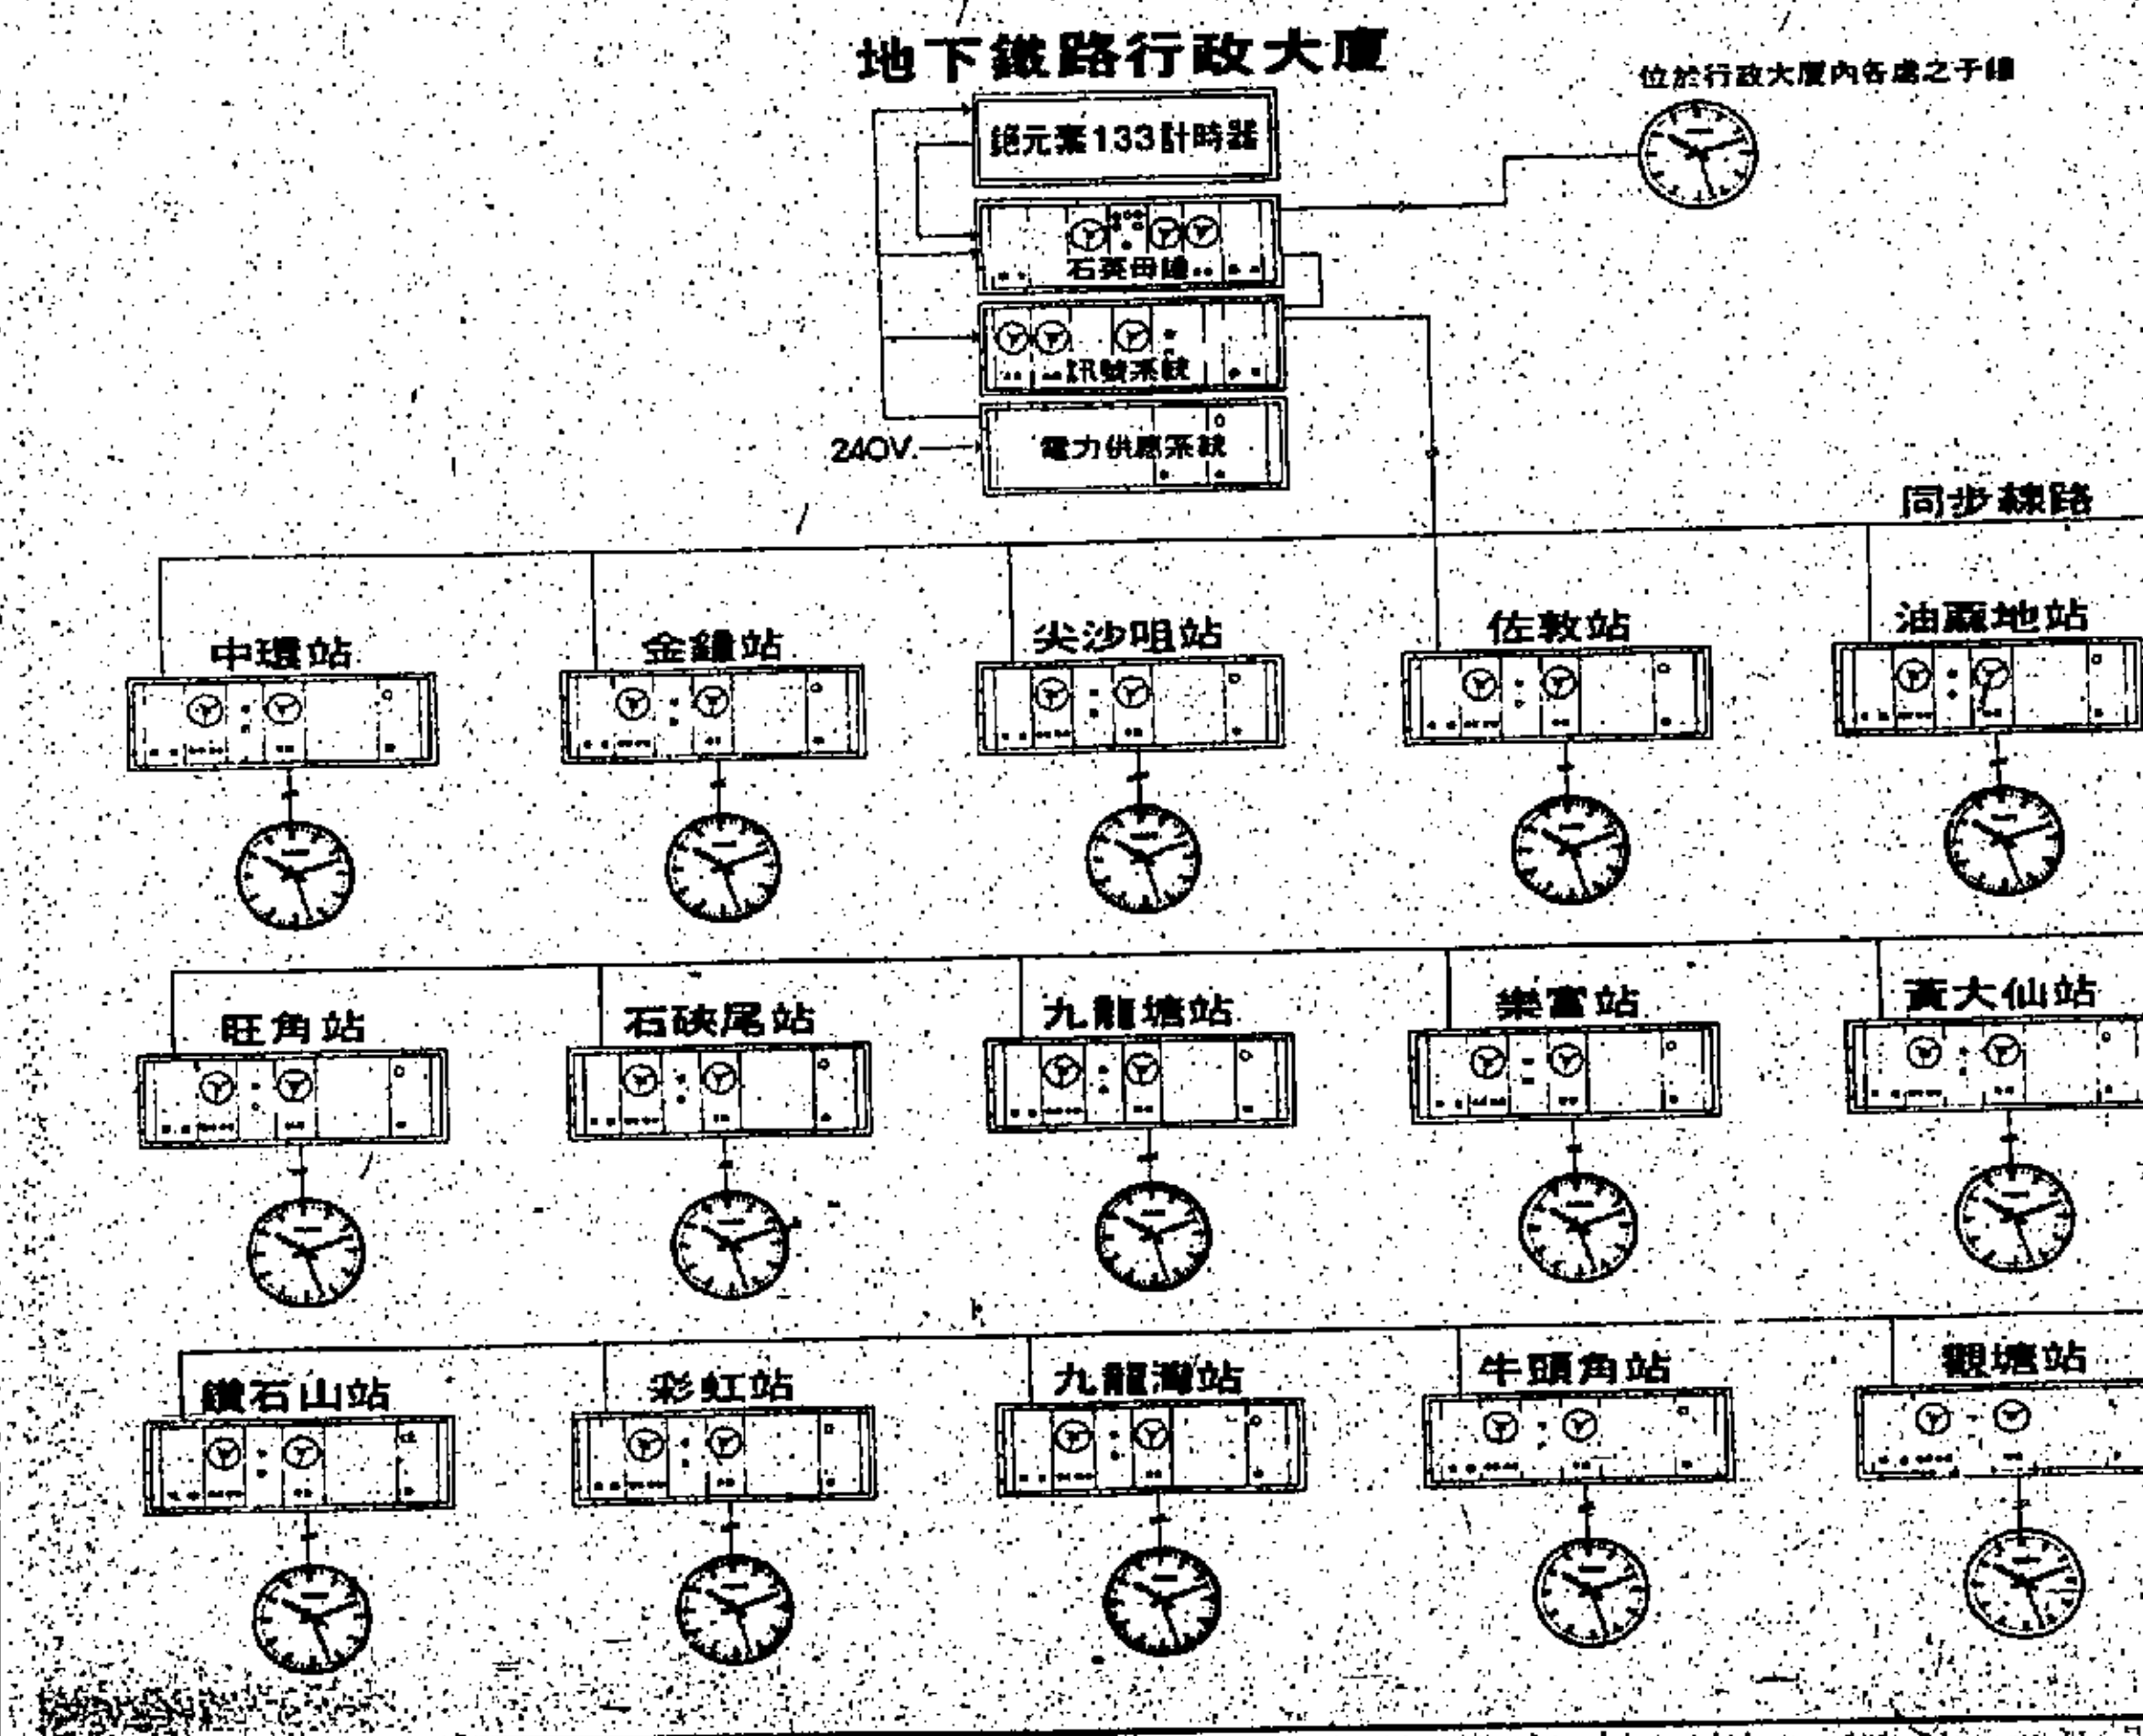 地下鐵路行政大廈
位於行政大廈內各處之子鐘
銫元素133計時器
石英母鐘
訊號系統
240V.
電力供應系統
同步線路
中環站
金鐘站
尖沙咀站
佐敦站
油蔴地站
旺角站
石硤尾站
九龍塘站
樂富站
黃大仙站
鑽石山站
彩虹站
九龍灣站
牛頭角站
觀塘站